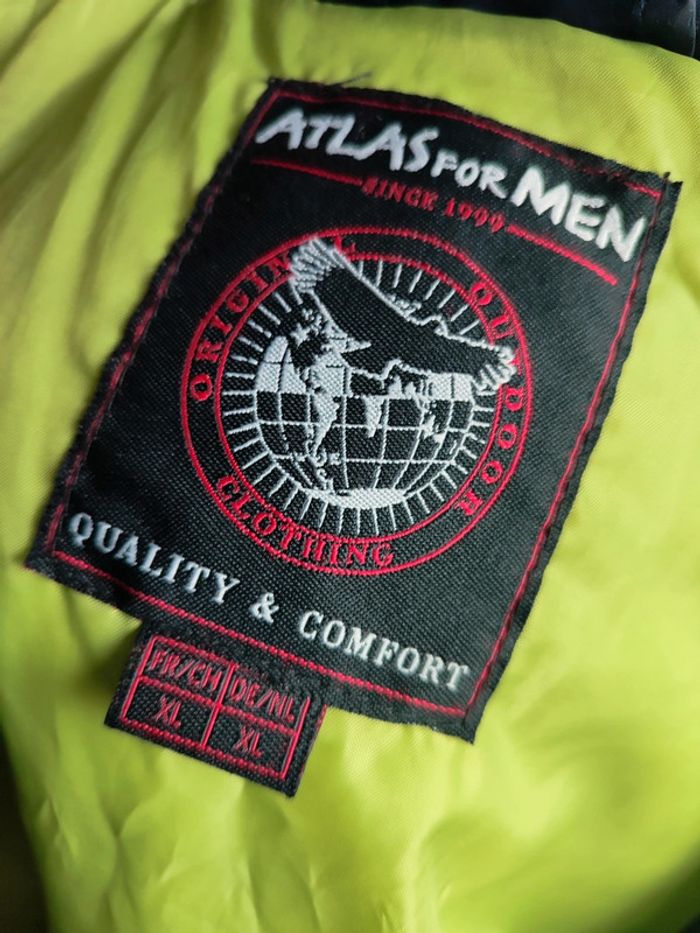 ATLAS FOR MEN
SINCE 1999
ORIGINAL OUTDOOR
CLOTHING
QUALITY & COMFORT
FR/CH DE/NL
XL XL